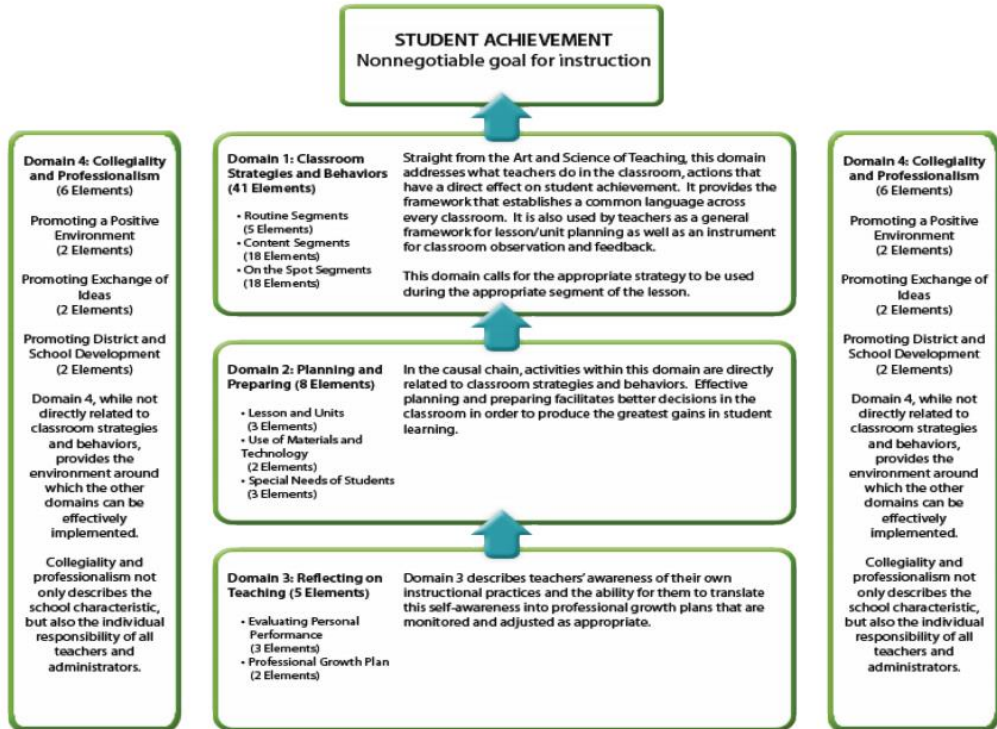 STUDENT ACHIEVEMENT
Nonnegotiable goal for instruction
Domain 4: Collegiality
and Professionalism
(6 Elements)
Promoting a Positive
Environment
(2 Elements)
Promoting Exchange of
Ideas
(2 Elements)
Promoting District and
School Development
(2 Elements)
Domain 4, while not
directly related to
classroom strategies
and behaviors,
provides the
environment around
which the other
domains can be
effectively
implemented.
Collegiality and
professionalism not
only describes the
school characteristic,
but also the individual
responsibility of all
teachers and
administrators.
Domain 1: Classroom
Strategies and Behaviors
(41 Elements)
• Routine Segments
(5 Elements)
• Content Segments
(18 Elements)
• On the Spot Segments
(18 Elements)
Straight from the Art and Science of Teaching, this domain
addresses what teachers do in the classroom, actions that
have a direct effect on student achievement. It provides the
framework that establishes a common language across
every classroom. It is also used by teachers as a general
framework for lesson/unit planning as well as an instrument
for classroom observation and feedback.
This domain calls for the appropriate strategy to be used
during the appropriate segment of the lesson.
Domain 2: Planning and
Preparing (8 Elements)
• Lesson and Units
(3 Elements)
• Use of Materials and
Technology
(2 Elements)
• Special Needs of Students
(3 Elements)
In the causal chain, activities within this domain are directly
related to classroom strategies and behaviors. Effective
planning and preparing facilitates better decisions in the
classroom in order to produce the greatest gains in student
learning.
Domain 3: Reflecting on
Teaching (5 Elements)
• Evaluating Personal
Performance
(3 Elements)
• Professional Growth Plan
(2 Elements)
Domain 3 describes teachers' awareness of their own
instructional practices and the ability for them to translate
this self-awareness into professional growth plans that are
monitored and adjusted as appropriate.
Domain 4: Collegiality
and Professionalism
(6 Elements)
Promoting a Positive
Environment
(2 Elements)
Promoting Exchange of
Ideas
(2 Elements)
Promoting District and
School Development
(2 Elements)
Domain 4, while not
directly related to
classroom strategies
and behaviors,
provides the
environment around
which the other
domains can be
effectively
implemented.
Collegiality and
professionalism not
only describes the
school characteristic,
but also the individual
responsibility of all
teachers and
administrators.